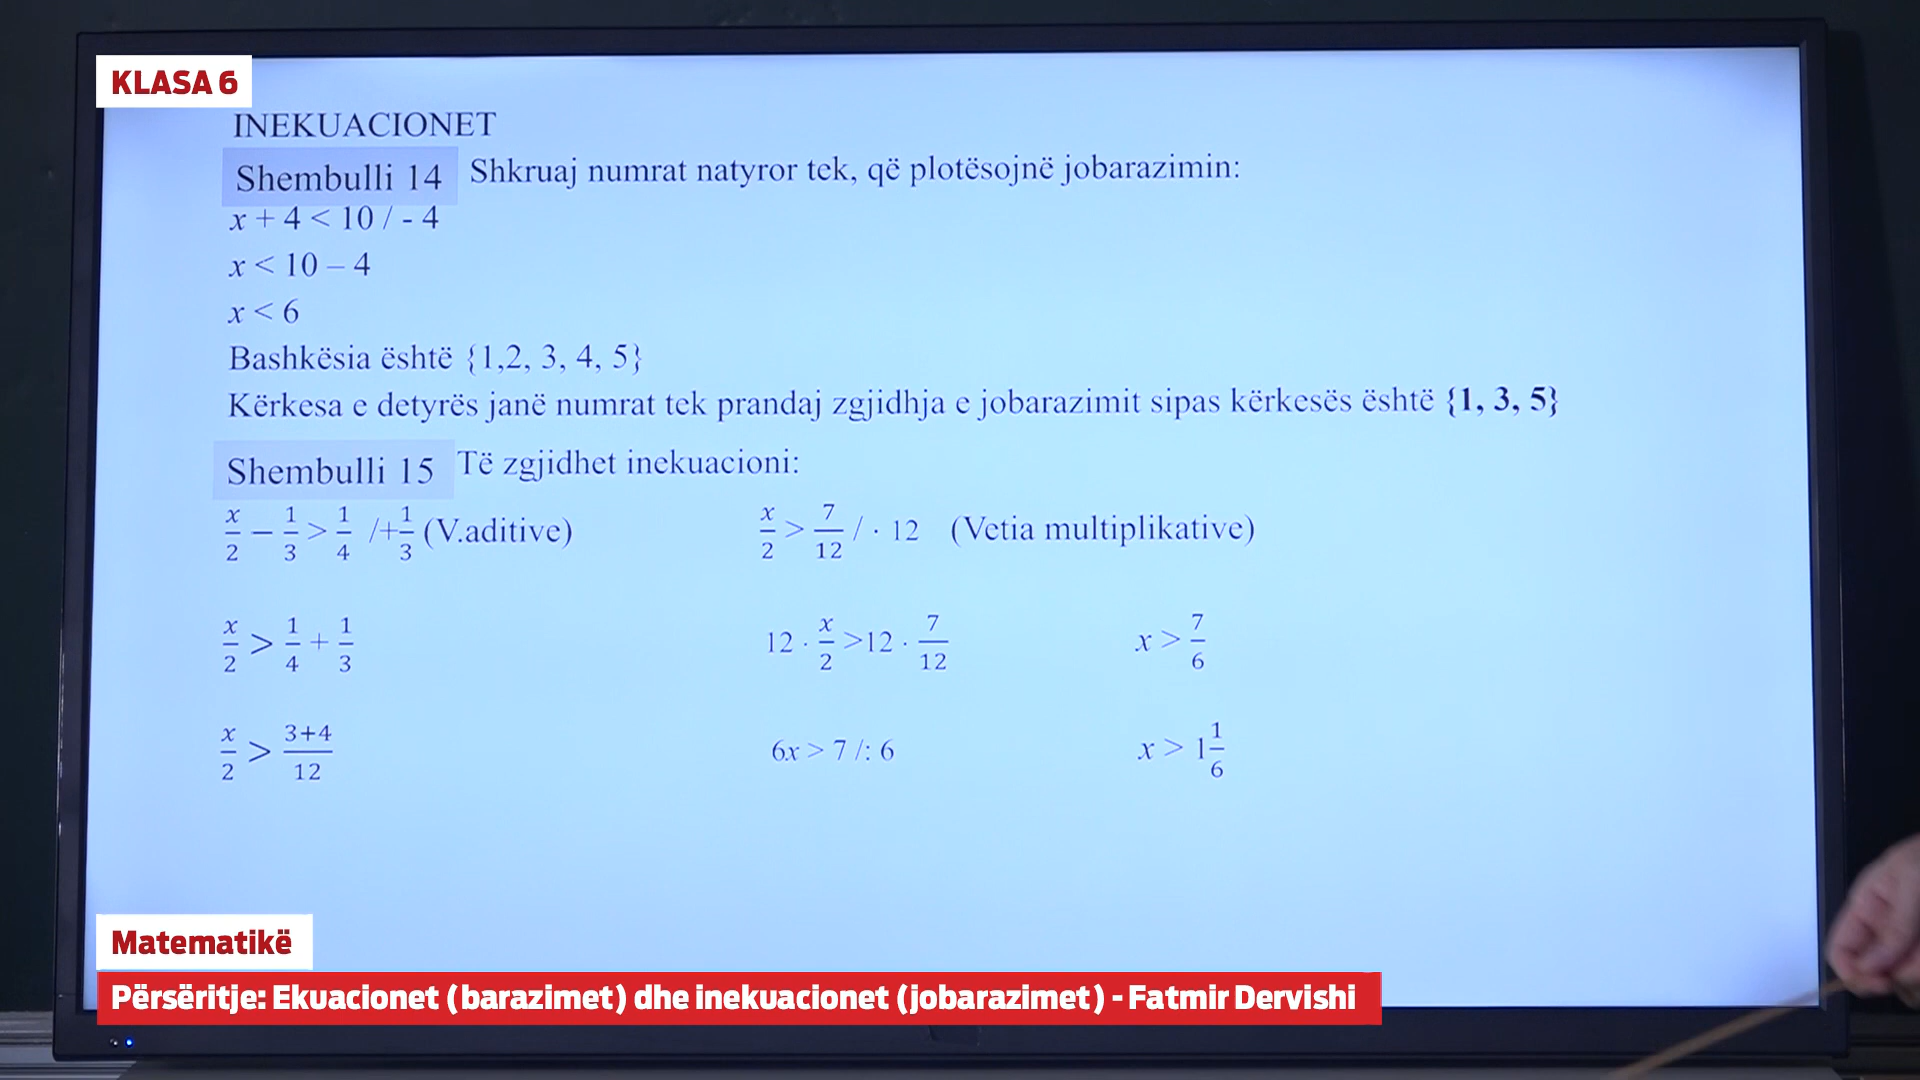 KLASA 6
INEKUACIONET
Shembulli 14 Shkruaj numrat natyror tek, që plotësojnë jobarazimin:
x + 4 < 10 / - 4
x < 10 – 4
x < 6
Bashkësia është {1,2, 3, 4, 5}
Kërkesa e detyrës janë numrat tek prandaj zgjidhja e jobarazimit sipas kërkesës është {1, 3, 5}
Shembulli 15 Të zgjidhet inekuacioni:
x/2 − 1/3 > 1/4 /+1/3 (V.aditive)
x/2 > 7/12 / · 12 (Vetia multiplikative)
x/2 > 1/4 + 1/3
12 · x/2 >12 · 7/12
x > 7/6
x/2 > 3+4/12
6x > 7 /: 6
x > 1 1/6
Matematikë
Përsëritje: Ekuacionet (barazimet) dhe inekuacionet (jobarazimet) - Fatmir Dervishi